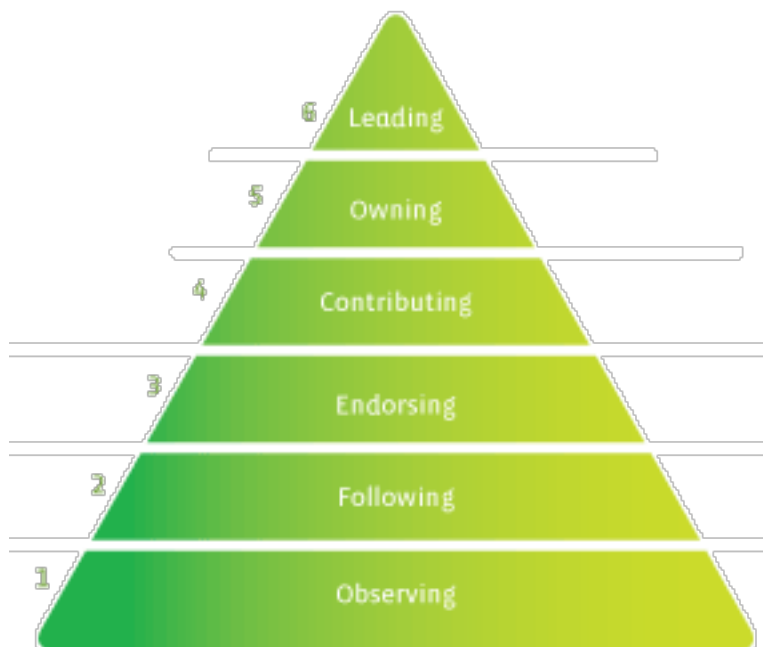 6
Leading
5
Owning
4
Contributing
3
Endorsing
2
Following
1
Observing